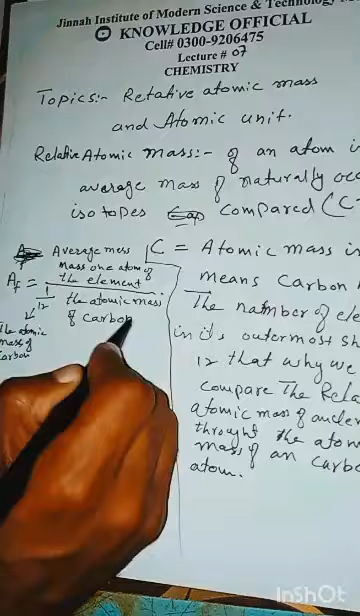 Jinnah Institute of Modern Science & Technology
KNOWLEDGE OFFICIAL
Cell# 0300-9206475
Lecture # 07
CHEMISTRY
Topics:- Relative atomic mass
and Atomic unit.
Relative Atomic mass:- of an atom i
average mass of naturally occ
isotopes compared (C-
Average mass
Mass one atom of
Ar = the element
1
12 the atomic mass
of carbon
The atomic
mass of
carbon
C = Atomic mass i
means Carbon
The number of ele
in its outermost sh
12 that why we
compare The Rela
atomic mass of
throught the atom
mass of an carbo
atom.
InShOt